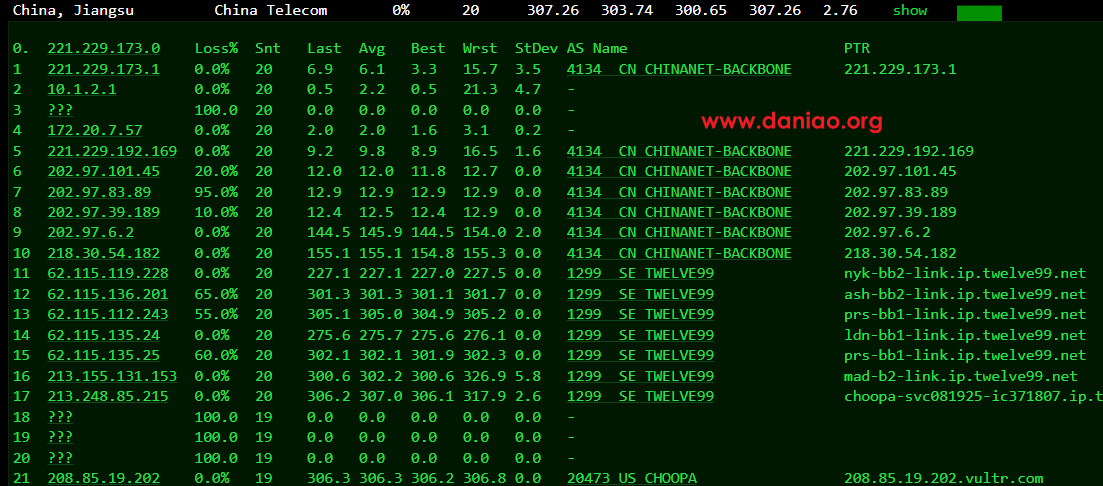 China, Jiangsu China Telecom 0% 20 307.26 303.74 300.65 307.26 2.76 show
0. 221.229.173.0 Loss% Snt Last Avg Best Wrst StDev AS Name PTR
1 221.229.173.1 0.0% 20 6.9 6.1 3.3 15.7 3.5 4134 CN CHINANET-BACKBONE 221.229.173.1
2 10.1.2.1 0.0% 20 0.5 2.2 0.5 21.3 4.7 -
3 ??? 100.0 20 0.0 0.0 0.0 0.0 0.0 -
www.daniao.org
4 172.20.7.57 0.0% 20 2.0 2.0 1.6 3.1 0.2 -
5 221.229.192.169 0.0% 20 9.2 9.8 8.9 16.5 1.6 4134 CN CHINANET-BACKBONE 221.229.192.169
6 202.97.101.45 20.0% 20 12.0 12.0 11.8 12.7 0.0 4134 CN CHINANET-BACKBONE 202.97.101.45
7 202.97.83.89 95.0% 20 12.9 12.9 12.9 12.9 0.0 4134 CN CHINANET-BACKBONE 202.97.83.89
8 202.97.39.189 10.0% 20 12.4 12.5 12.4 12.9 0.0 4134 CN CHINANET-BACKBONE 202.97.39.189
9 202.97.6.2 0.0% 20 144.5 145.9 144.5 154.0 2.0 4134 CN CHINANET-BACKBONE 202.97.6.2
10 218.30.54.182 0.0% 20 155.1 155.1 154.8 155.3 0.0 4134 CN CHINANET-BACKBONE 218.30.54.182
11 62.115.119.228 0.0% 20 227.1 227.1 227.0 227.5 0.0 1299 SE TWELVE99 nyk-bb2-link.ip.twelve99.net
12 62.115.136.201 65.0% 20 301.3 301.3 301.1 301.7 0.0 1299 SE TWELVE99 ash-bb2-link.ip.twelve99.net
13 62.115.112.243 55.0% 20 305.1 305.0 304.9 305.2 0.0 1299 SE TWELVE99 prs-bb1-link.ip.twelve99.net
14 62.115.135.24 0.0% 20 275.6 275.7 275.6 276.1 0.0 1299 SE TWELVE99 ldn-bb1-link.ip.twelve99.net
15 62.115.135.25 60.0% 20 302.1 302.1 301.9 302.3 0.0 1299 SE TWELVE99 prs-bb1-link.ip.twelve99.net
16 213.155.131.153 0.0% 20 300.6 302.2 300.6 326.9 5.8 1299 SE TWELVE99 mad-b2-link.ip.twelve99.net
17 213.248.85.215 0.0% 20 306.2 307.0 306.1 317.9 2.6 1299 SE TWELVE99 choopa-svc081925-ic371807.ip.t
18 ??? 100.0 19 0.0 0.0 0.0 0.0 0.0 -
19 ??? 100.0 19 0.0 0.0 0.0 0.0 0.0 -
20 ??? 100.0 19 0.0 0.0 0.0 0.0 0.0 -
21 208.85.19.202 0.0% 19 306.3 306.3 306.2 306.8 0.0 20473 US CHOOPA 208.85.19.202.vultr.com